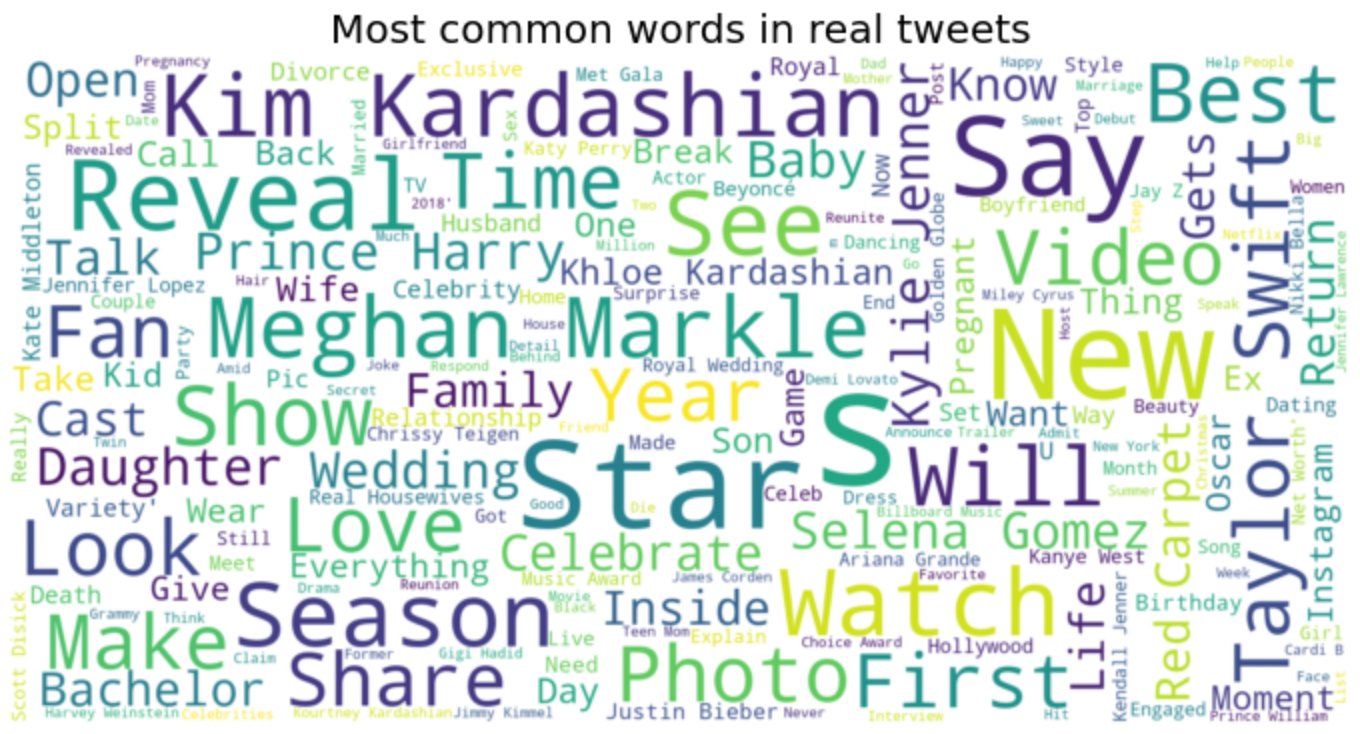 Most common words in real tweets
Pregnancy
Open
Mom
Kim Kardashian
Divorce
Exclusive
Met Gala
Royal
Dad
Mother
Post
Know
Happy
Style
Help
People
Marriage
Best
Split
Date
Revealed
Call
Back
Married
Girlfriend
Sex
Katy Perry
Break
Baby
Now
Kylie Jenner
Say
Sweet
Top
Debut
Gets
Big
Reveal
TV
2018'
Time
Actor
Beyoncé
Two
See
Reunite
Boyfriend
Jay Z
Step
Women
Swift
Kate Middleton
Talk
Prince Harry
Much
Husband
One
Million
E
Dancing
Go
Golden Globe
Video
Netflix
Nikki Bella
Return
Jennifer Lawrence
Jennifer Lopez
Hair
Wife
Celebrity
Home
Khloe Kardashian
Surprise
End
Pregnant
Miley Cyrus
Thing
Speak
Couple
Fan
Party
Meghan Markle
House
Detail
Behind
New
Host
Take
Kid
Amid
Pic
Joke
Secret
Respond
Royal Wedding
Demi Lovato
Ex
Cast
Twin
Really
Show
Family
Relationship
Chrissy Teigen
Year
Friend
Made
Son
Game
S
Announce
Trailer
Set
Want
Way
Admit
U
Beauty
Dating
Daughter
Wedding
Real Housewives
Star
Good
Die
Celeb
Dress
Will
New York
Month
Summer
Christmas
Oscar
Net Worth'
Instagram
Variety'
Wear
Love
Got
Billboard Music
Selena Gomez
Red Carpet
Taylor
Look
Still
Meet
Everything
Celebrate
Ariana Grande
Kanye West
Song
Week
Death
Give
Drama
Reunion
Music Award
James Corden
Favorite
Scott Disick
Grammy
Think
Season
Movie
Black
Inside
Watch
Life
Kendall Jenner
Birthday
Make
Claim
Former
Gigi Hadid
Live
Teen Mom
Explain
Choice Award
Hollywood
Girl
Cardi B
Bachelor
Share
Need
Day
Photo
First
Face
List
Moment
Harvey Weinstein
Celebrities
Kourtney Kardashian
Jimmy Kimmel
Justin Bieber
Never
Interview
Hit
Engaged
Prince William